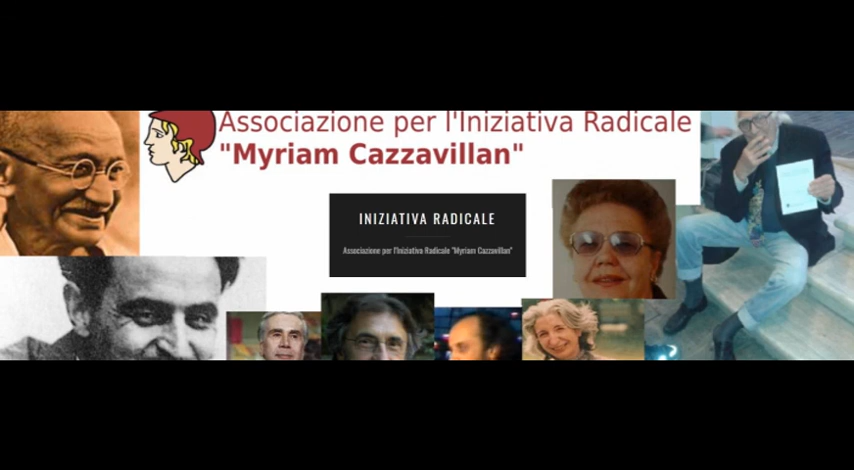 Associazione per l'Iniziativa Radicale
"Myriam Cazzavillan"
INIZIATIVA RADICALE
Associazione per l'Iniziativa Radicale "Myriam Cazzavillan"